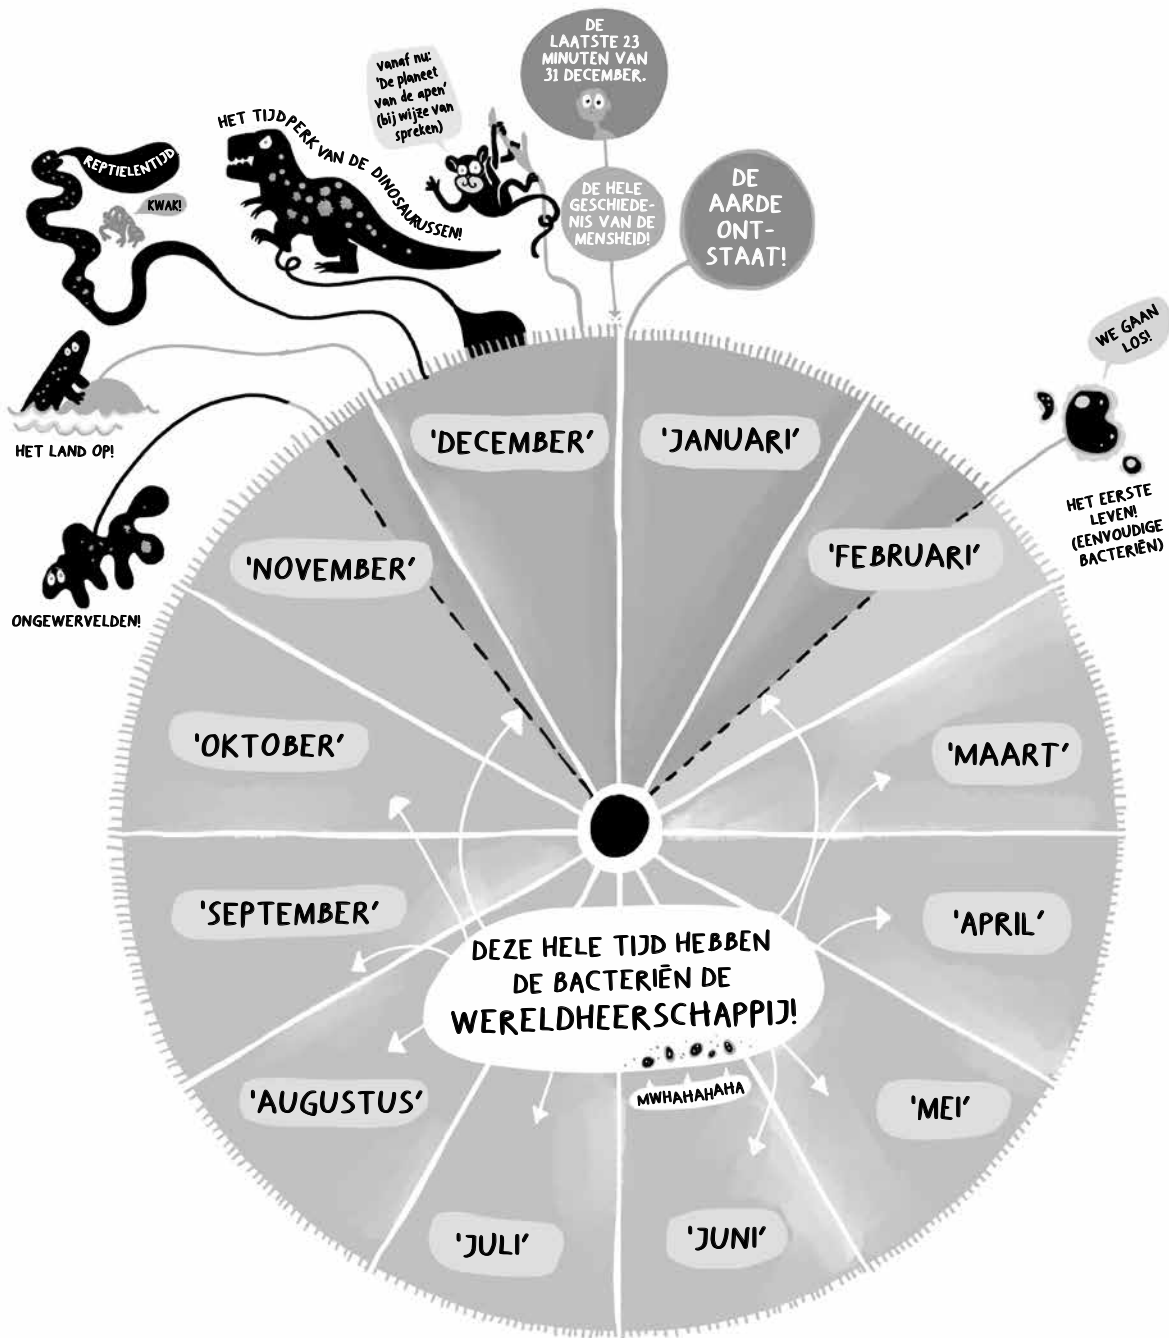 DE
LAATSTE 23
MINUTEN VAN
31 DECEMBER.
vanaf nu:
'De planeet
van de apen'
(bij wijze van
spreken)
HET TIJDPERK VAN DE DINOSAURUSSEN!
REPTIELENTIJD
KWAK!
DE HELE
GESCHIEDE-
NIS VAN DE
MENSHEID!
DE
AARDE
ONT-
STAAT!
WE GAAN
LOS!
HET EERSTE
LEVEN!
(EENVOUDIGE
BACTERIËN)
HET LAND OP!
ONGEWERVELDEN!
'DECEMBER'
'JANUARI'
'NOVEMBER'
'FEBRUARI'
'OKTOBER'
'MAART'
'SEPTEMBER'
'APRIL'
DEZE HELE TIJD HEBBEN
DE BACTERIËN DE
WERELDHEERSCHAPPIJ!
MWHAHAHAHA
'AUGUSTUS'
'MEI'
'JULI'
'JUNI'